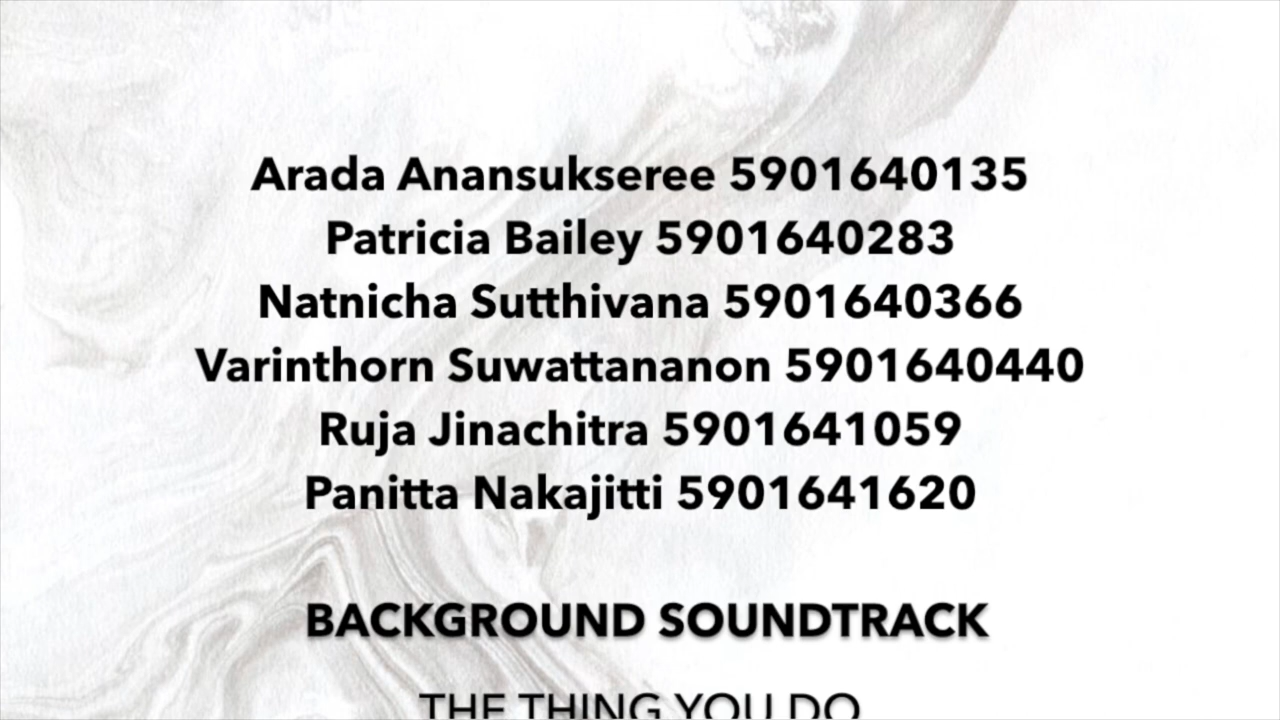 Arada Anansukseree 5901640135
Patricia Bailey 5901640283
Natnicha Sutthivana 5901640366
Varinthorn Suwattananon 5901640440
Ruja Jinachitra 5901641059
Panitta Nakajitti 5901641620
BACKGROUND SOUNDTRACK
THE THING YOU DO